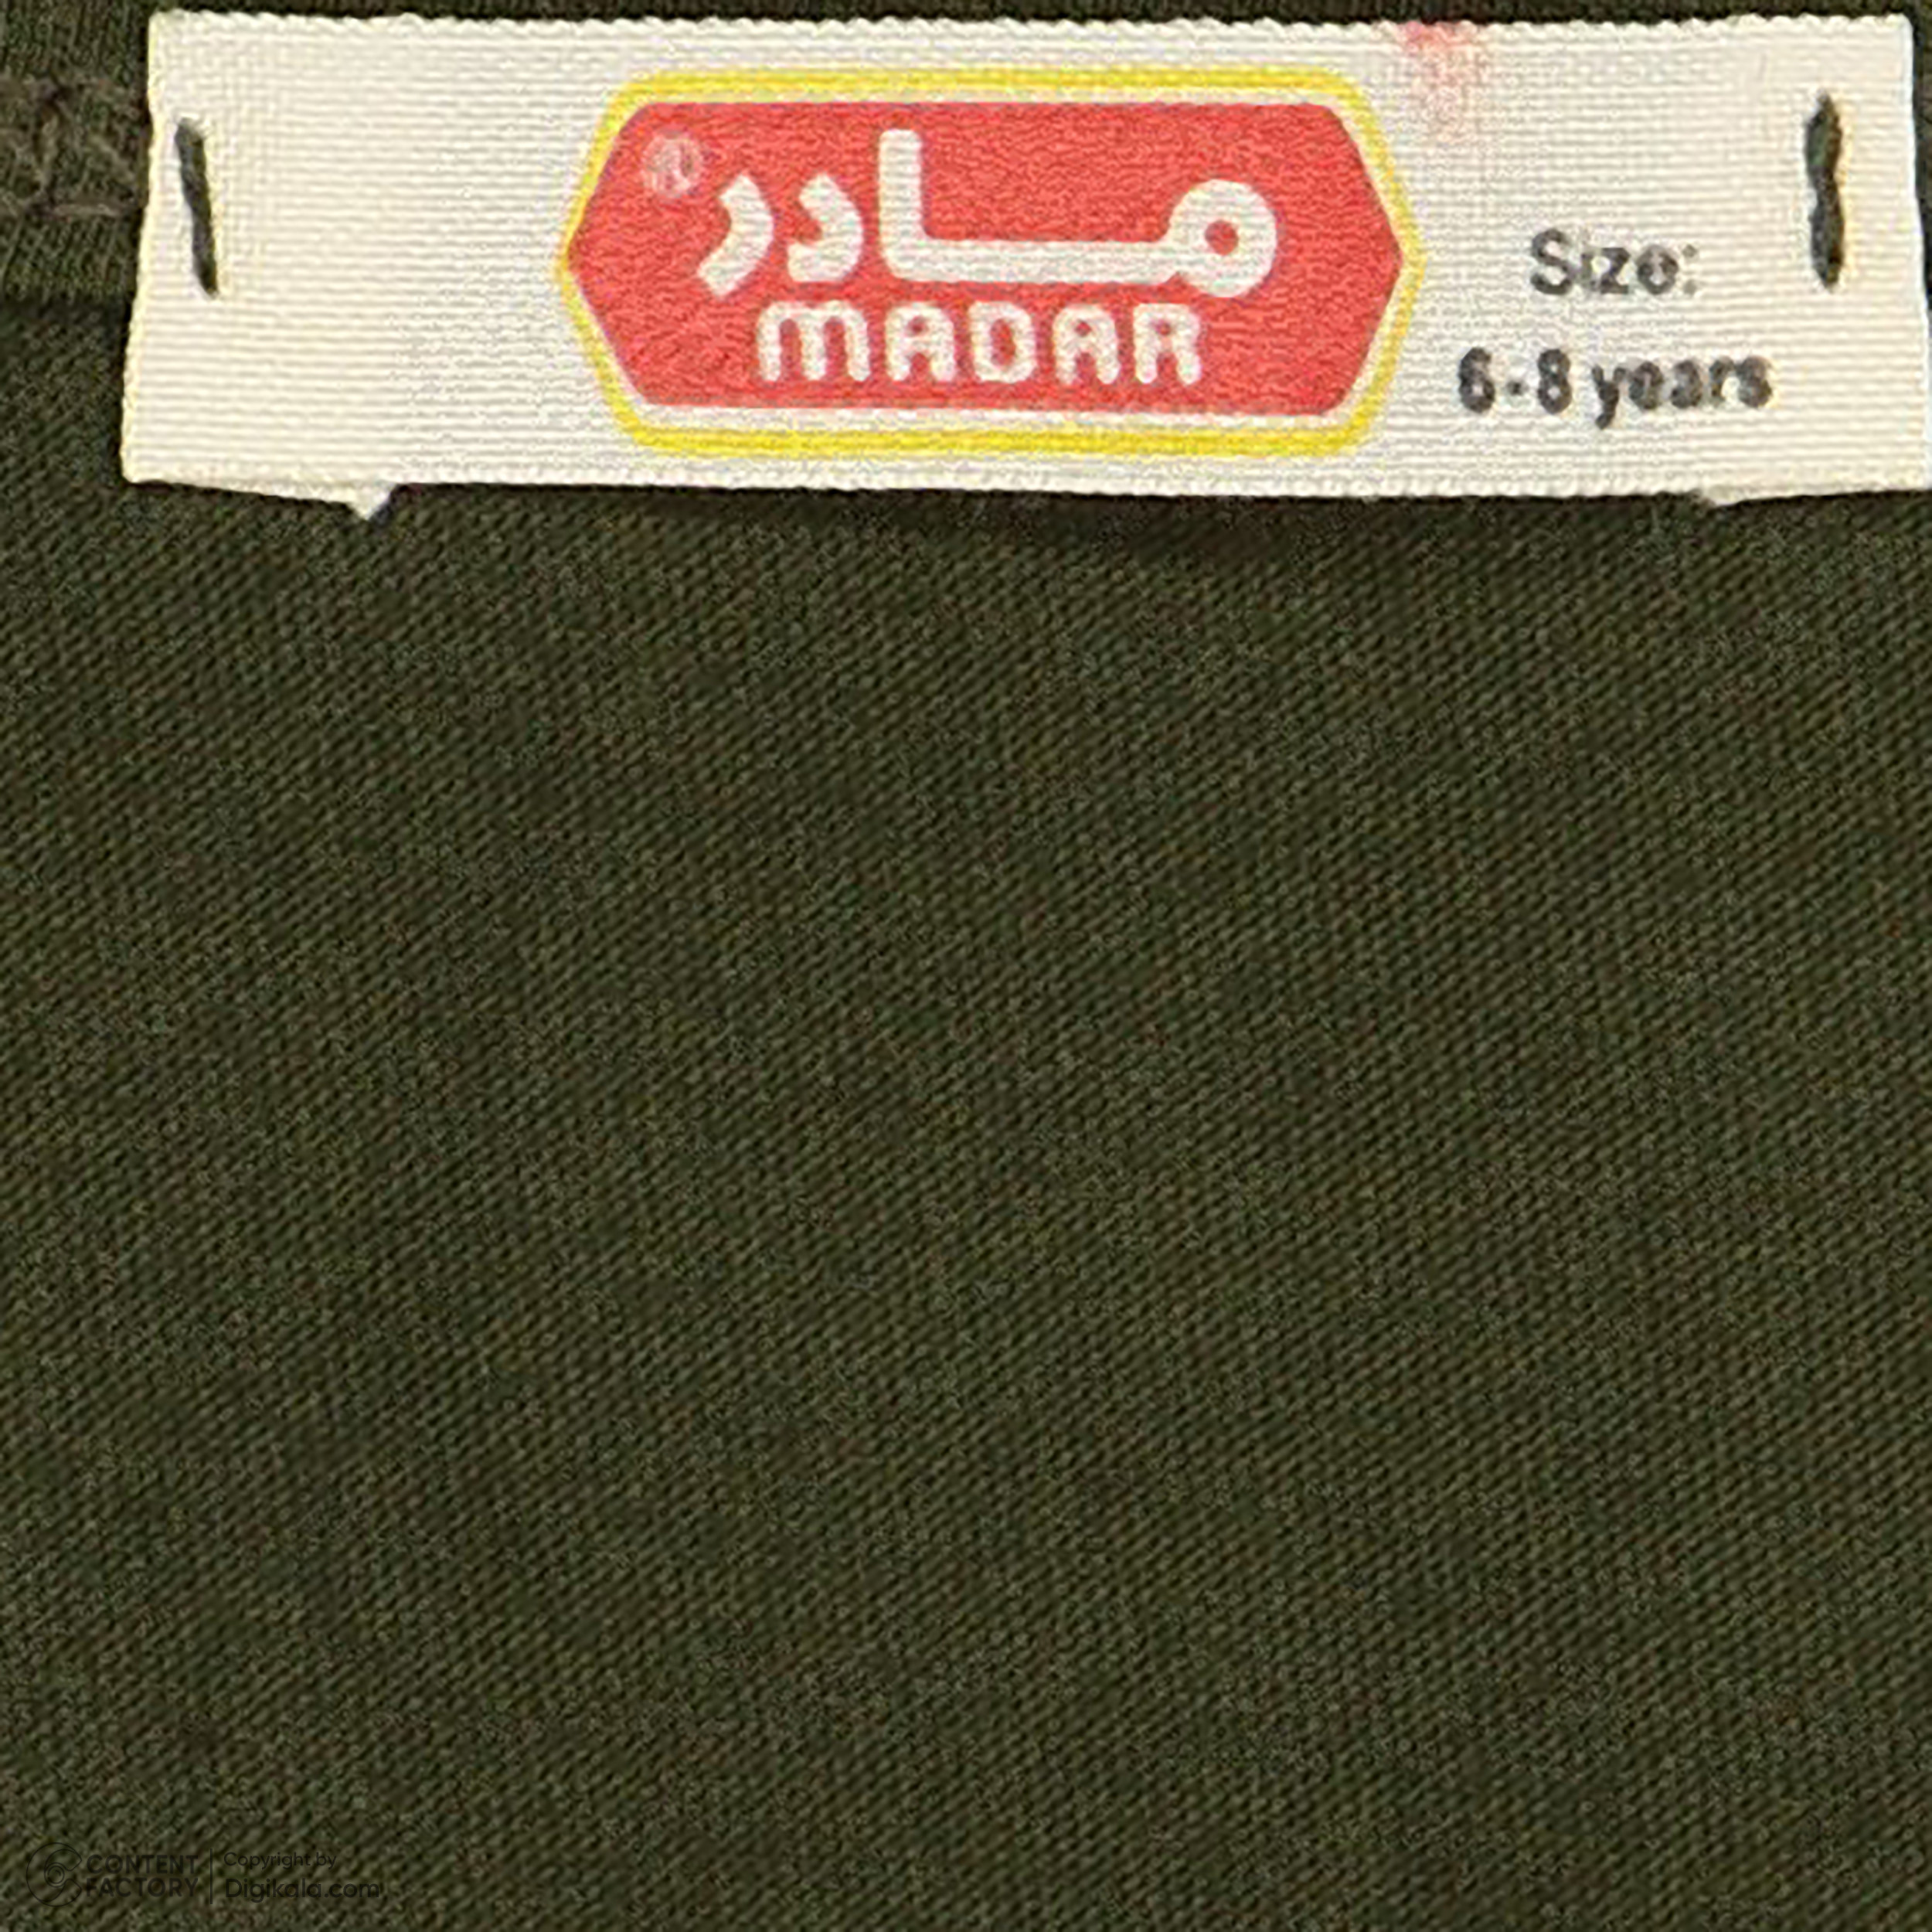 مادر
®
MADAR
Size:
6-8 years
CONTENT
FACTORY
Copyright by
Digikala.com